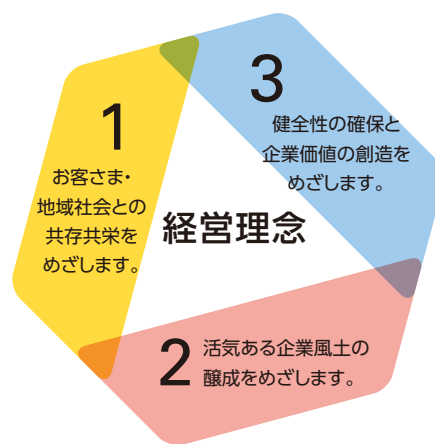 経営理念
1
お客さま・
地域社会との
共存共栄を
めざします。
2
活気ある企業風土の
醸成をめざします。
3
健全性の確保と
企業価値の創造を
めざします。